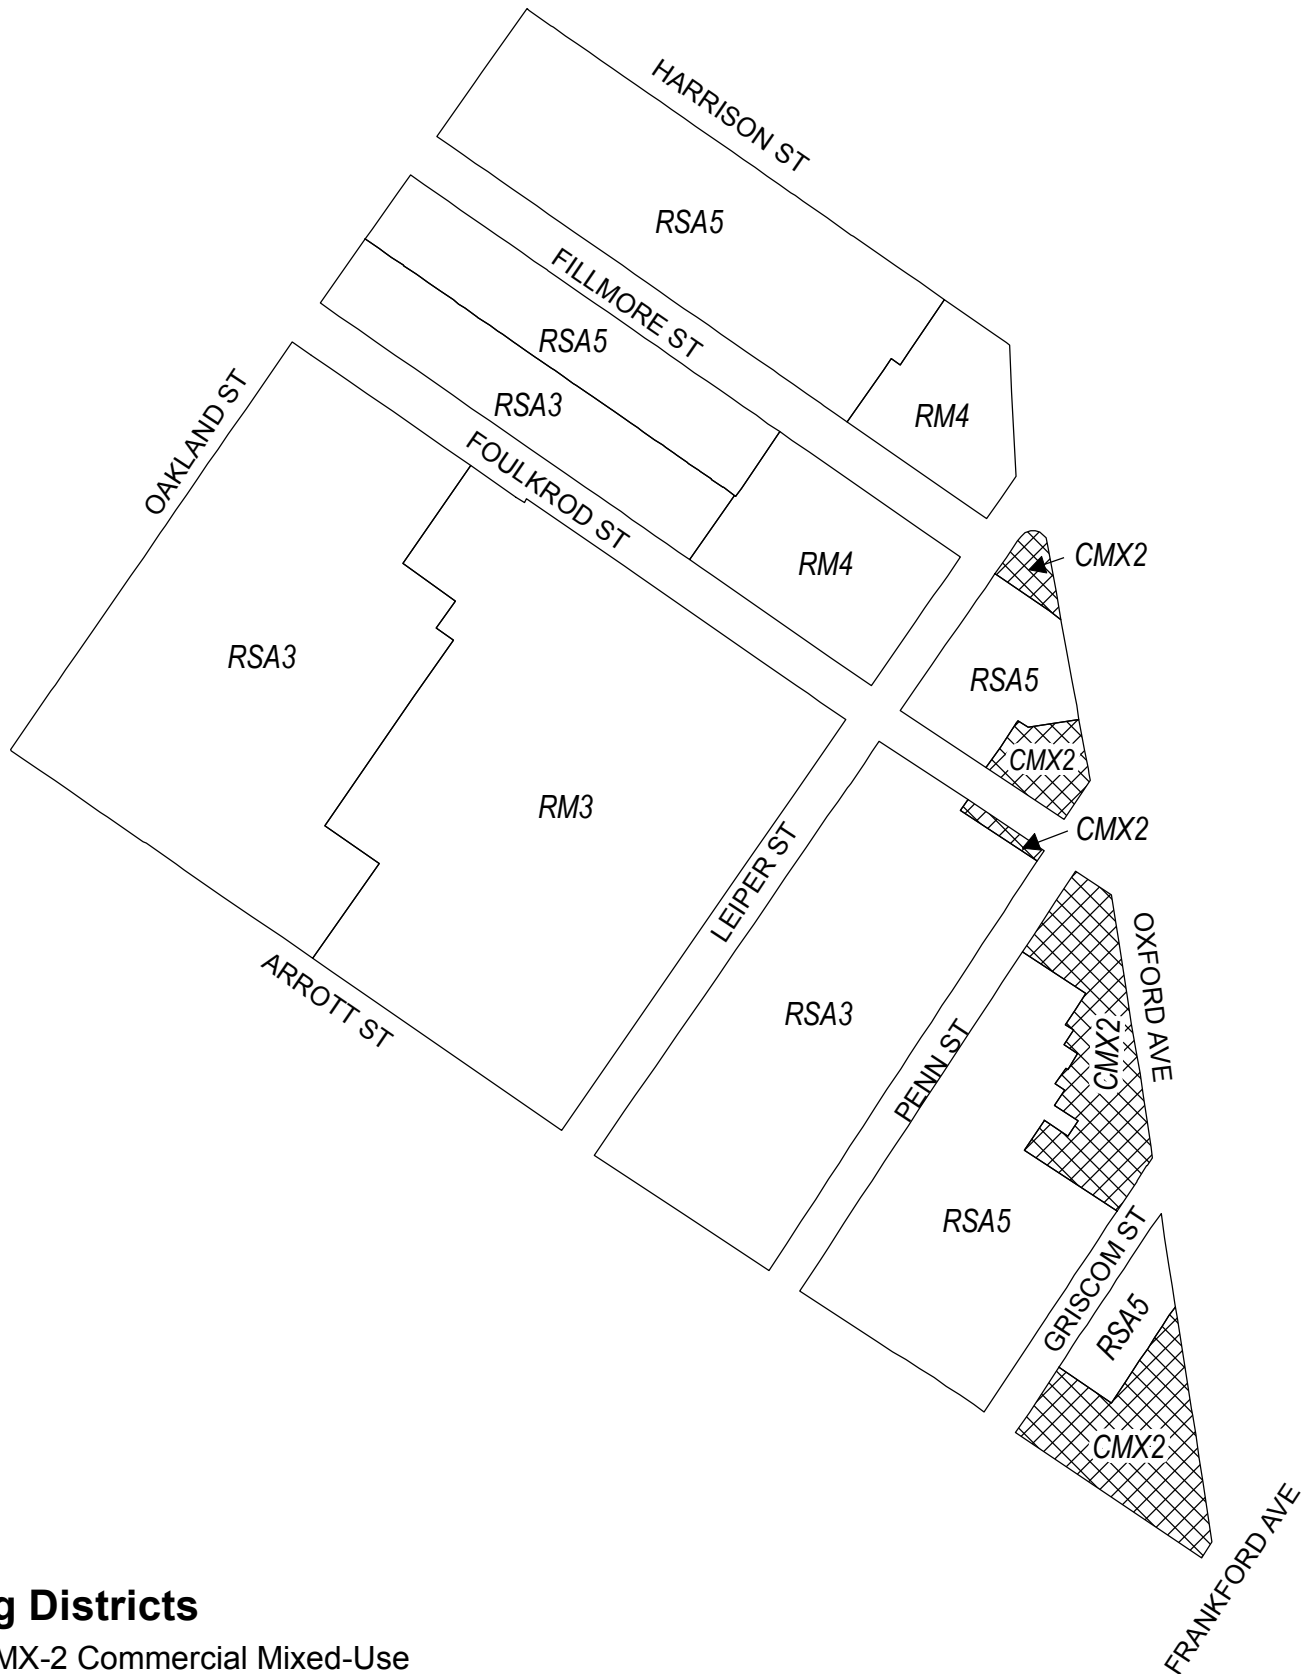 HARRISON ST
RSA5
FILLMORE ST
RSA5
RSA3
OAKLAND ST
FOULKROD ST
RM4
RM4
CMX2
RSA3
RSA5
CMX2
RM3
CMX2
LEIPER ST
OXFORD AVE
ARROTT ST
RSA3
CMX2
PENN ST
RSA5
GRISCOM ST
RSA5
CMX2
FRANKFORD AVE
g Districts
MX-2 Commercial Mixed-Use